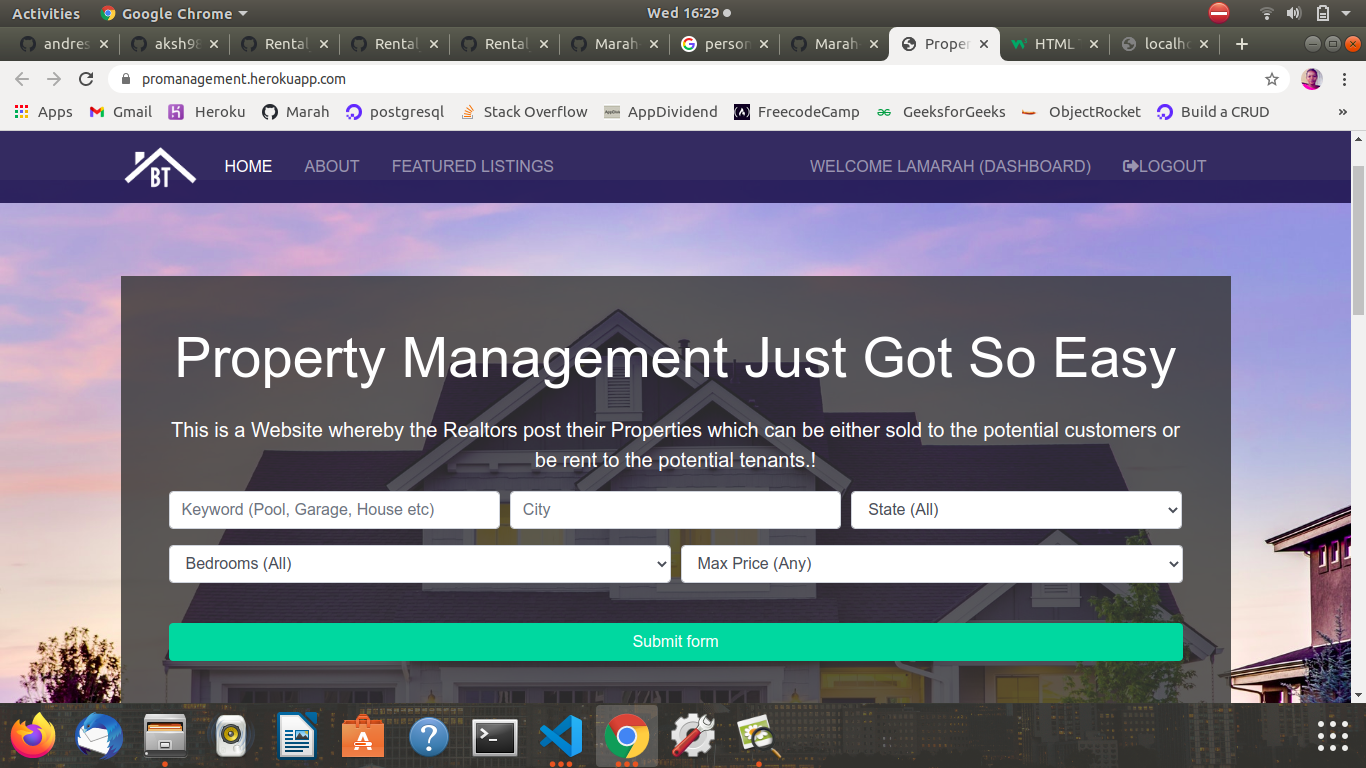 Activities Google Chrome Wed 16:29
andres aksh98 Rental_ Rental_ Rental_ Marah- person Marah- Proper HTML localho
promanagement.herokuapp.com
Apps Gmail Heroku Marah postgresql Stack Overflow AppDividend FreecodeCamp GeeksforGeeks ObjectRocket Build a CRUD »
BT HOME ABOUT FEATURED LISTINGS WELCOME LAMARAH (DASHBOARD) LOGOUT
Property Management Just Got So Easy
This is a Website whereby the Realtors post their Properties which can be either sold to the potential customers or
be rent to the potential tenants.!
Keyword (Pool, Garage, House etc) City State (All)
Bedrooms (All) Max Price (Any)
Submit form